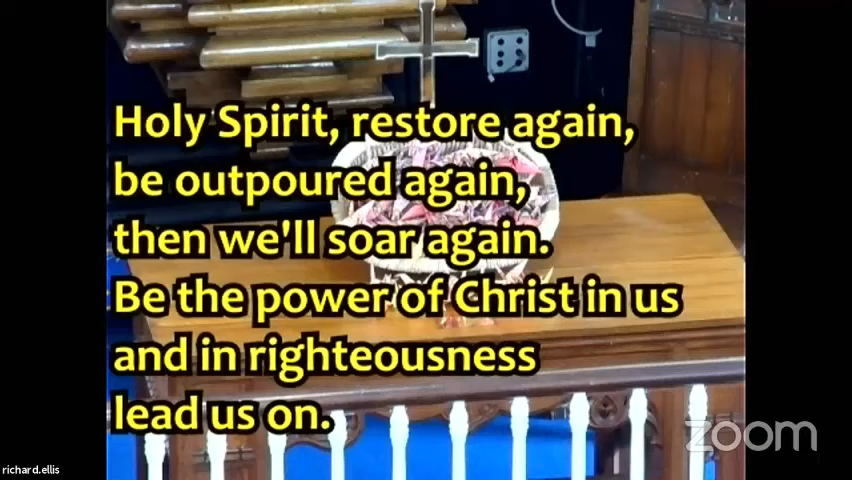 Holy Spirit, restore again,
be outpoured again,
then we'll soar again.
Be the power of Christ in us
and in righteousness
lead us on.
zoom
richard.ellis